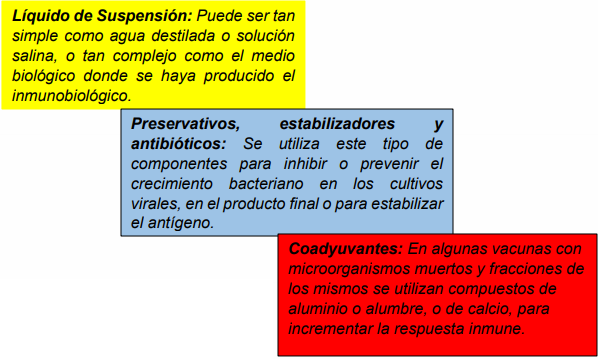 Líquido de Suspensión: Puede ser tan
simple como agua destilada o solución
salina, o tan complejo como el medio
biológico donde se haya producido el
inmunobiológico.
Preservativos, estabilizadores y
antibióticos: Se utiliza este tipo de
componentes para inhibir o prevenir el
crecimiento bacteriano en los cultivos
virales, en el producto final o para estabilizar
el antígeno.
Coadyuvantes: En algunas vacunas con
microorganismos muertos y fracciones de
los mismos se utilizan compuestos de
aluminio o alumbre, o de calcio, para
incrementar la respuesta inmune.